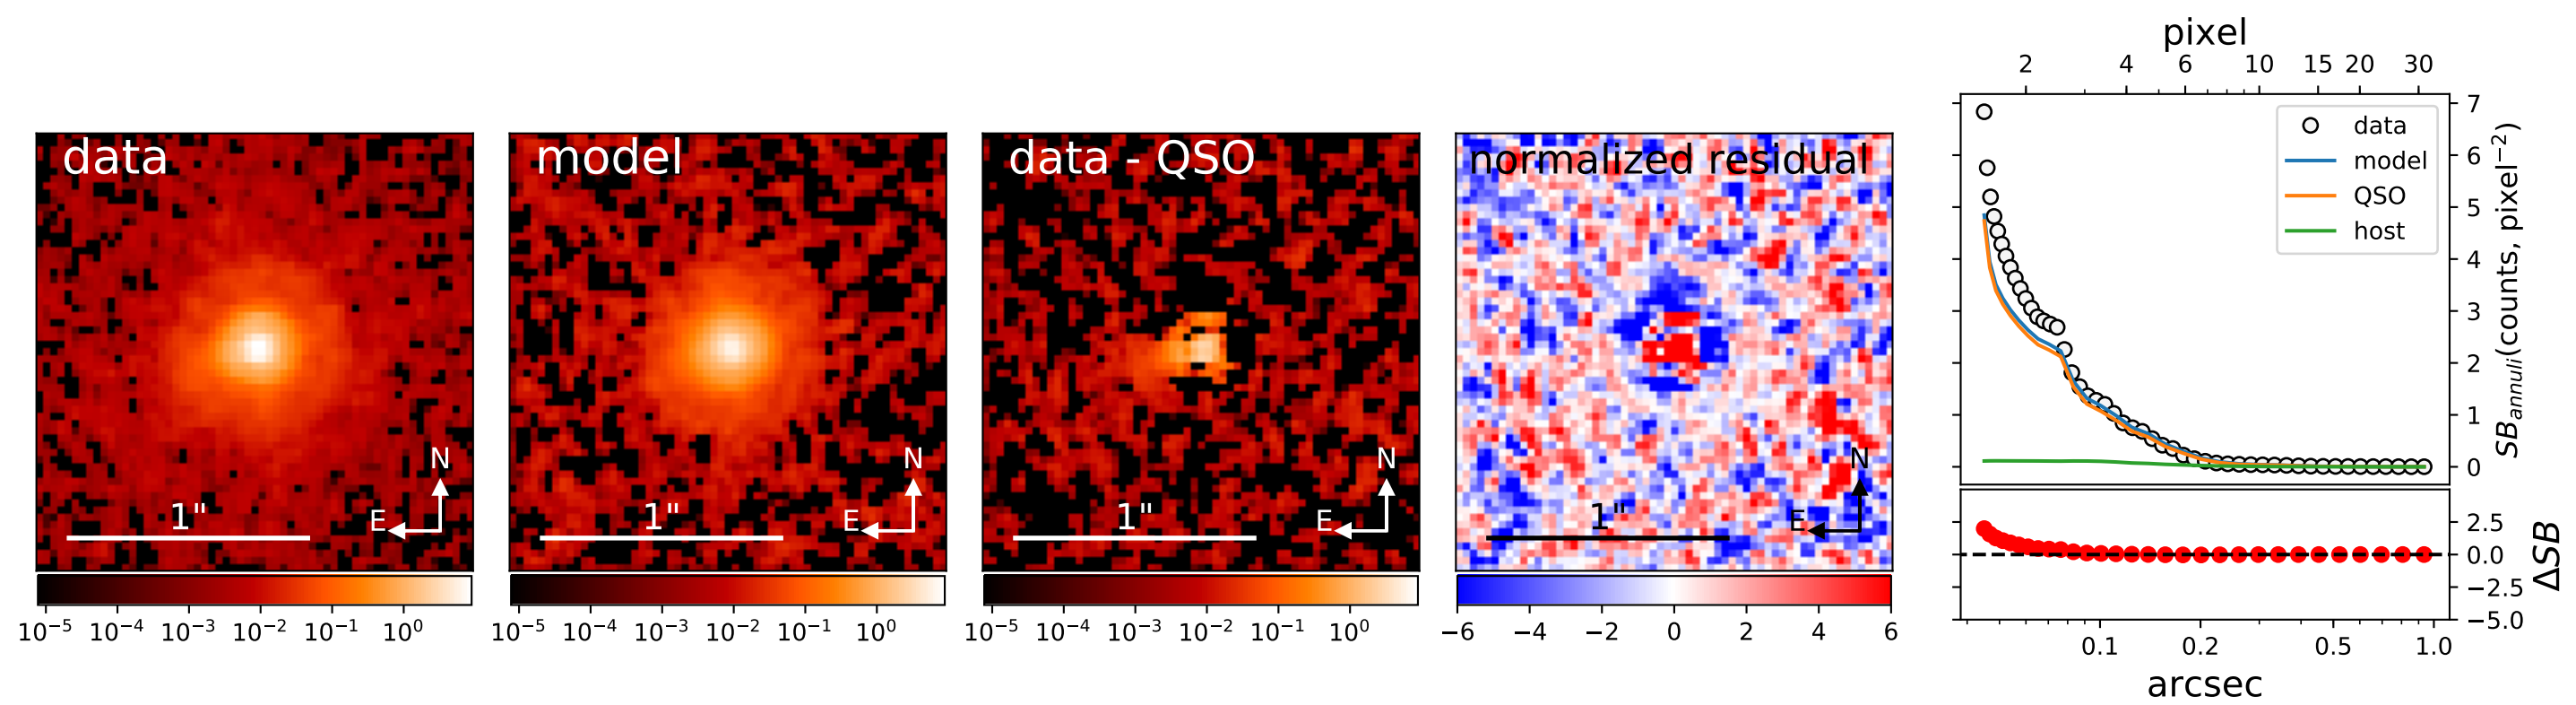 data
N
E
1"
10⁻⁵ 10⁻⁴ 10⁻³ 10⁻² 10⁻¹ 10⁰
model
N
E
1"
10⁻⁵ 10⁻⁴ 10⁻³ 10⁻² 10⁻¹ 10⁰
data - QSO
N
E
1"
10⁻⁵ 10⁻⁴ 10⁻³ 10⁻² 10⁻¹ 10⁰
normalized residual
N
E
1"
−6 −4 −2 0 2 4 6
pixel
2 4 6 10 15 20 30
data
model
QSO
host
7
6
5
4
3
2
1
0
SB_annuli(counts, pixel⁻²)
2.5
0.0
−2.5
−5.0
ΔSB
0.1 0.2 0.5 1.0
arcsec